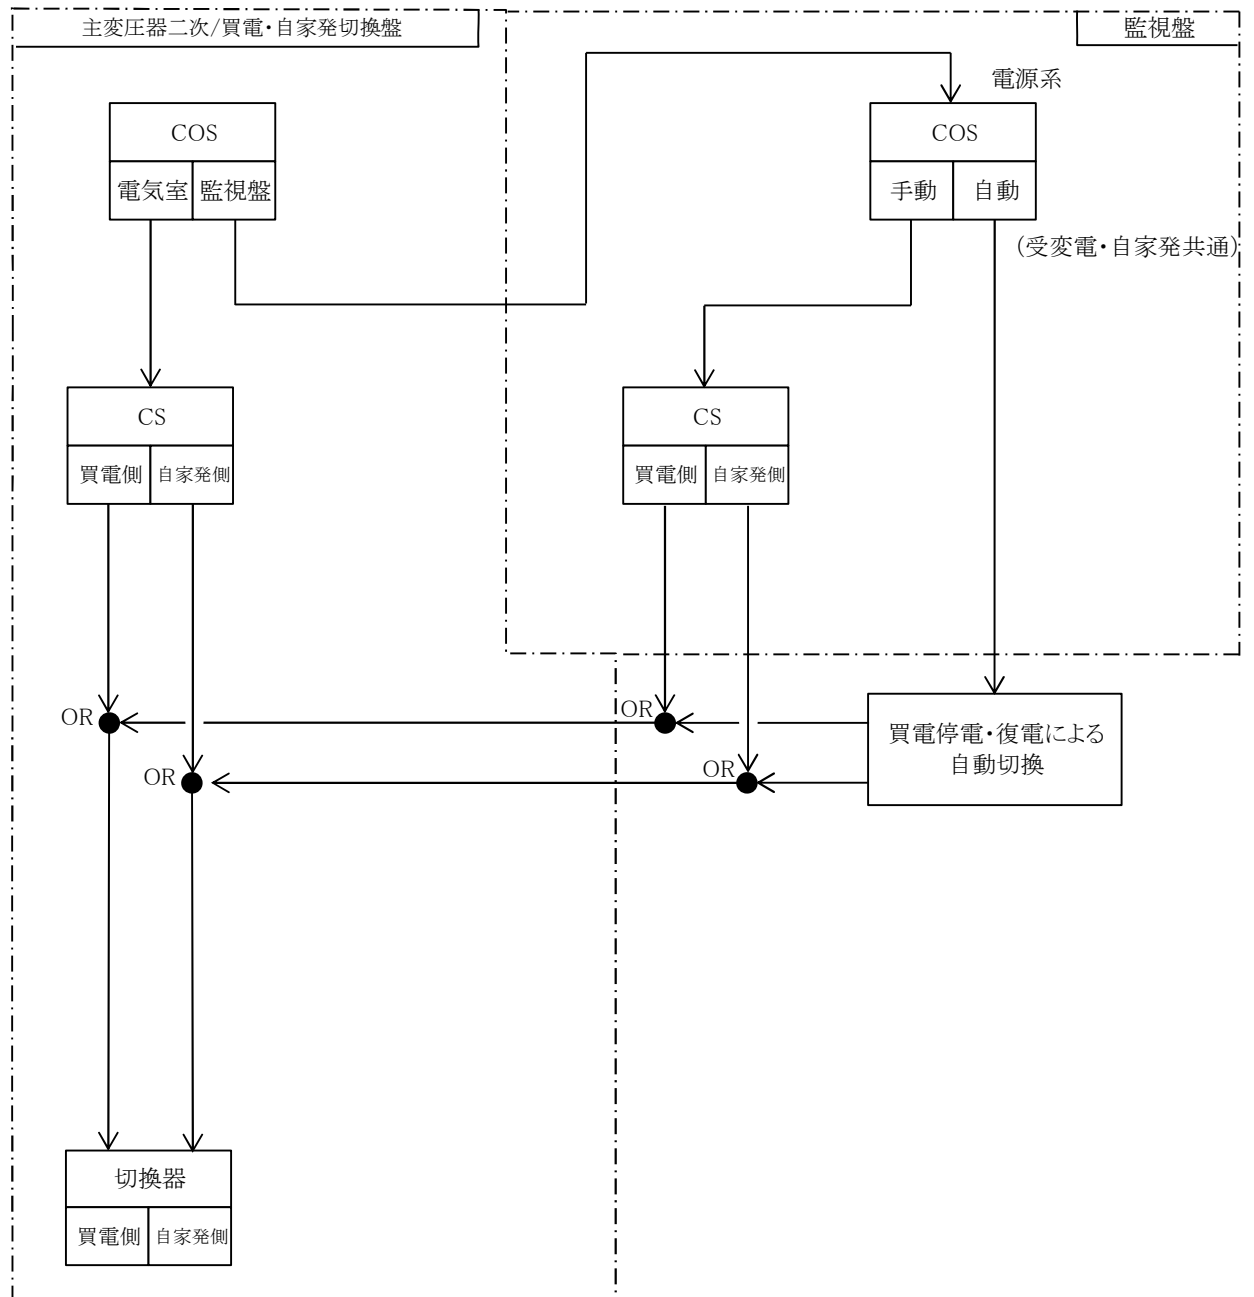 主変圧器二次/買電・自家発切換盤
監視盤
電源系
COS
電気室 監視盤
COS
手動 自動
(受変電・自家発共通)
CS
買電側 自家発側
CS
買電側 自家発側
OR
OR
買電停電・復電による
自動切換
OR
OR
切換器
買電側 自家発側